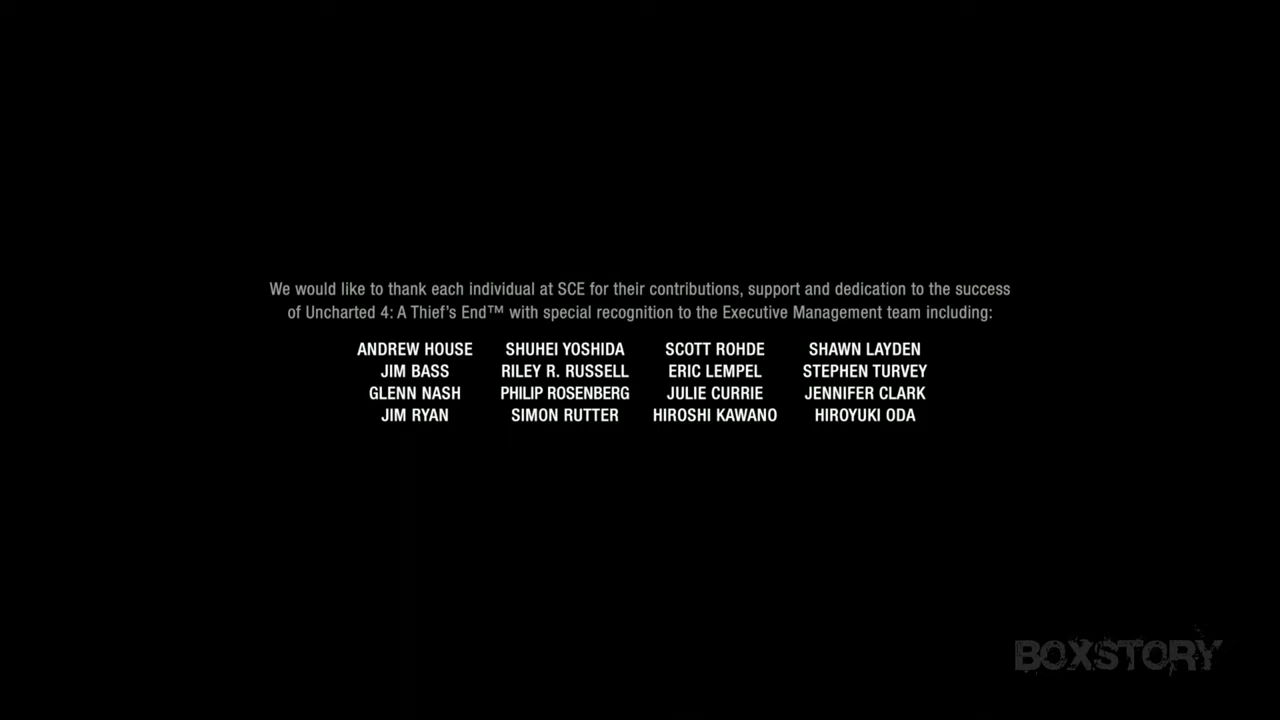 We would like to thank each individual at SCE for their contributions, support and dedication to the success
of Uncharted 4: A Thief's End™ with special recognition to the Executive Management team including:
ANDREW HOUSE SHUHEI YOSHIDA SCOTT ROHDE SHAWN LAYDEN
JIM BASS RILEY R. RUSSELL ERIC LEMPEL STEPHEN TURVEY
GLENN NASH PHILIP ROSENBERG JULIE CURRIE JENNIFER CLARK
JIM RYAN SIMON RUTTER HIROSHI KAWANO HIROYUKI ODA
BOXSTORY